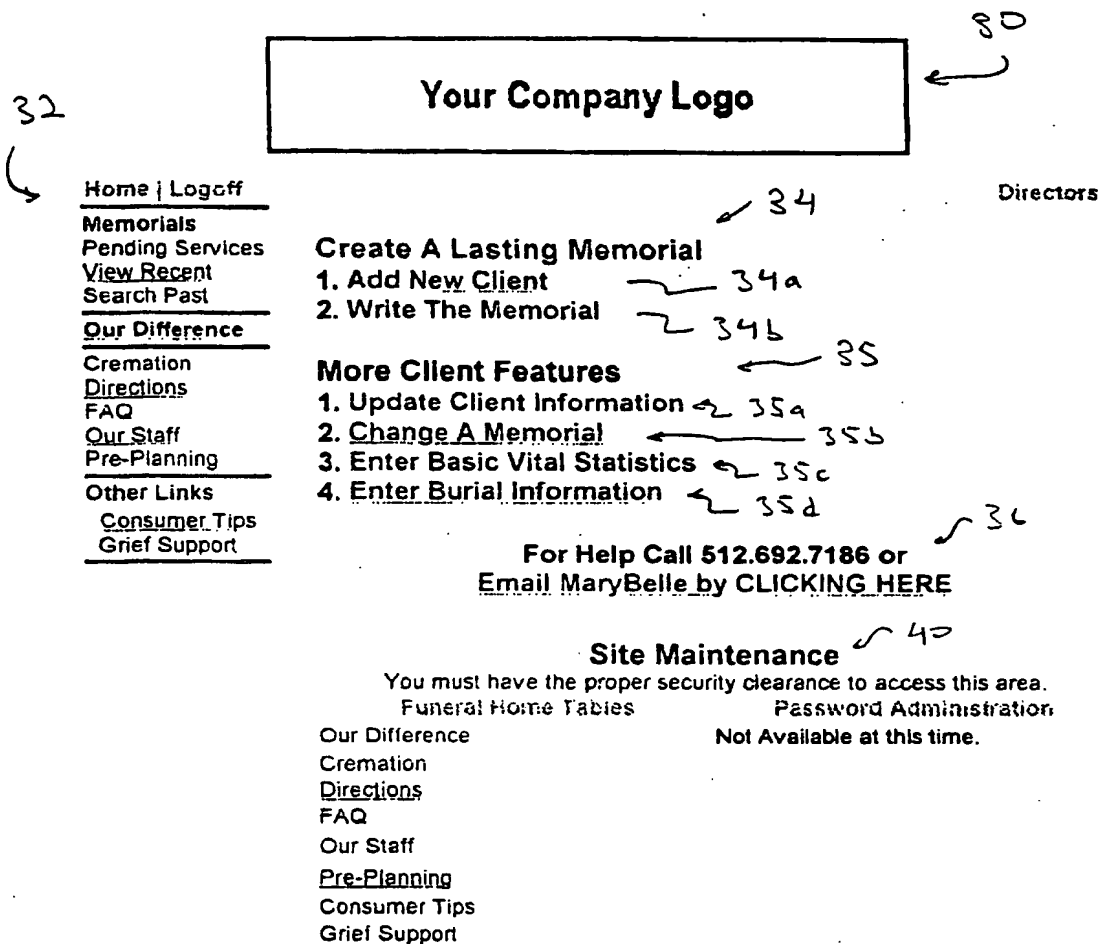 80
Your Company Logo
32
Home | Logoff
Directors
34
Memorials
Pending Services
View Recent
Search Past
Our Difference
Cremation
Directions
FAQ
Our Staff
Pre-Planning
Other Links
Consumer Tips
Grief Support
Create A Lasting Memorial
1. Add New Client 34a
2. Write The Memorial 34b
35
More Client Features
1. Update Client Information 35a
2. Change A Memorial 35b
3. Enter Basic Vital Statistics 35c
4. Enter Burial Information 35d
36
For Help Call 512.692.7186 or
Email MaryBelle by CLICKING HERE
Site Maintenance 40
You must have the proper security clearance to access this area.
Funeral Home Tables Password Administration
Our Difference Not Available at this time.
Cremation
Directions
FAQ
Our Staff
Pre-Planning
Consumer Tips
Grief Support